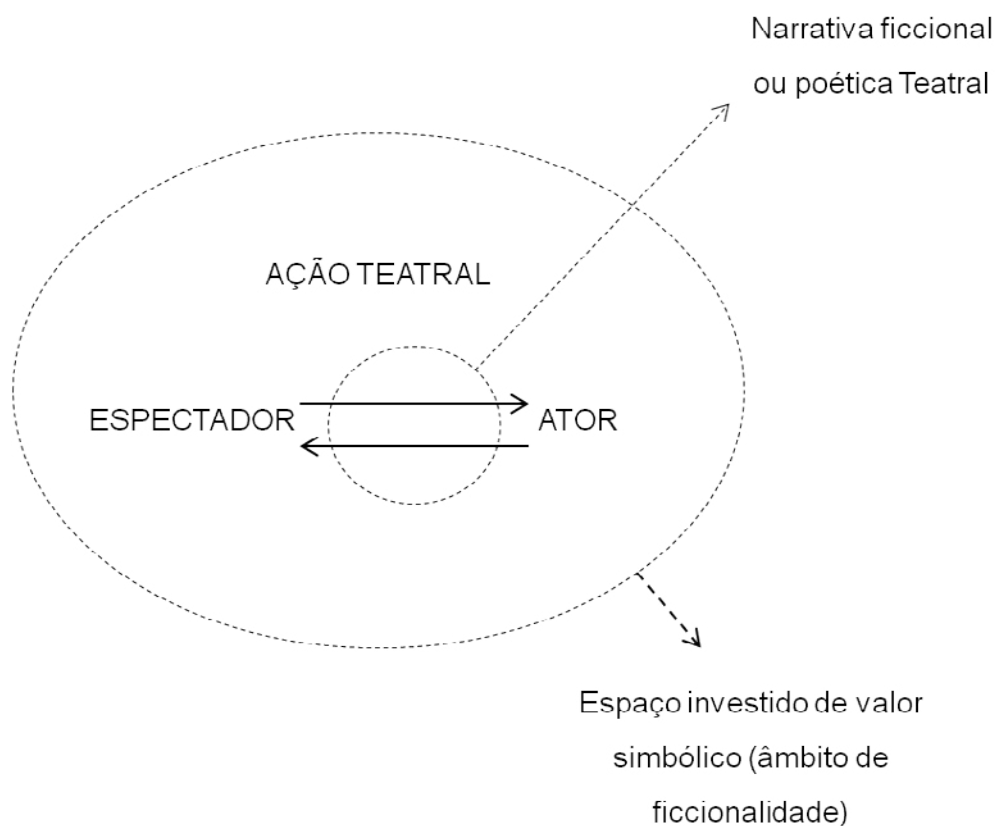 Narrativa ficcional
ou poética Teatral
AÇÃO TEATRAL
ESPECTADOR
ATOR
Espaço investido de valor
simbólico (âmbito de
ficcionalidade)